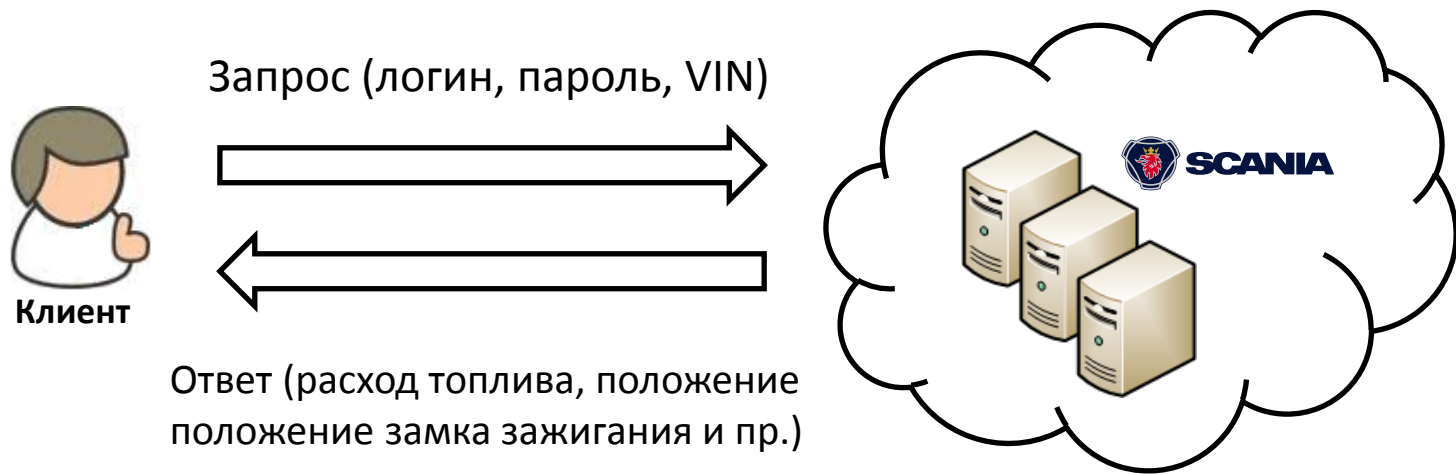 Запрос (логин, пароль, VIN)
SCANIA
Клиент
Ответ (расход топлива, положение
положение замка зажигания и пр.)